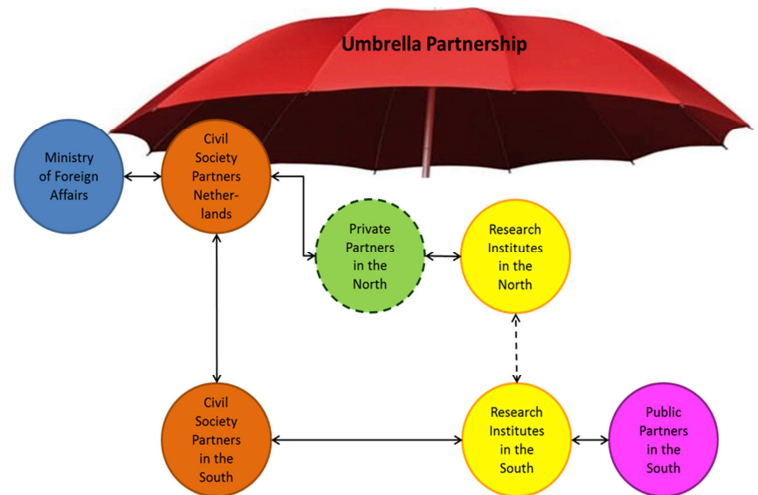 Umbrella Partnership
Ministry
of Foreign
Affairs
Civil
Society
Partners
Nether-
lands
Private
Partners
in the
North
Research
Institutes
in the
North
Civil
Society
Partners
in the
South
Research
Institutes
in the
South
Public
Partners
in the
South